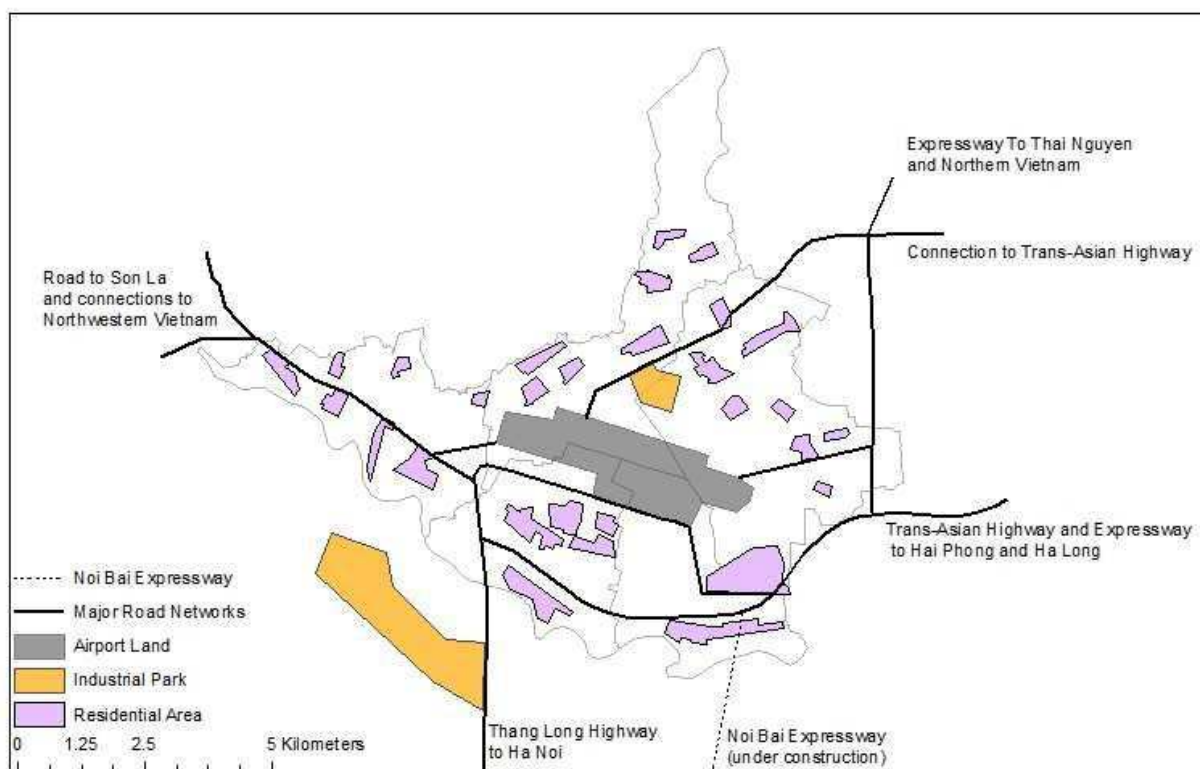 Expressway To Thai Nguyen
and Northern Vietnam
Connection to Trans-Asian Highway
Road to Son La
and connections to
Northwestern Vietnam
Trans-Asian Highway and Expressway
to Hai Phong and Ha Long
Noi Bai Expressway
Major Road Networks
Airport Land
Industrial Park
Residential Area
0 1.25 2.5 5 Kilometers
Thang Long Highway
to Ha Noi
Noi Bai Expressway
(under construction)